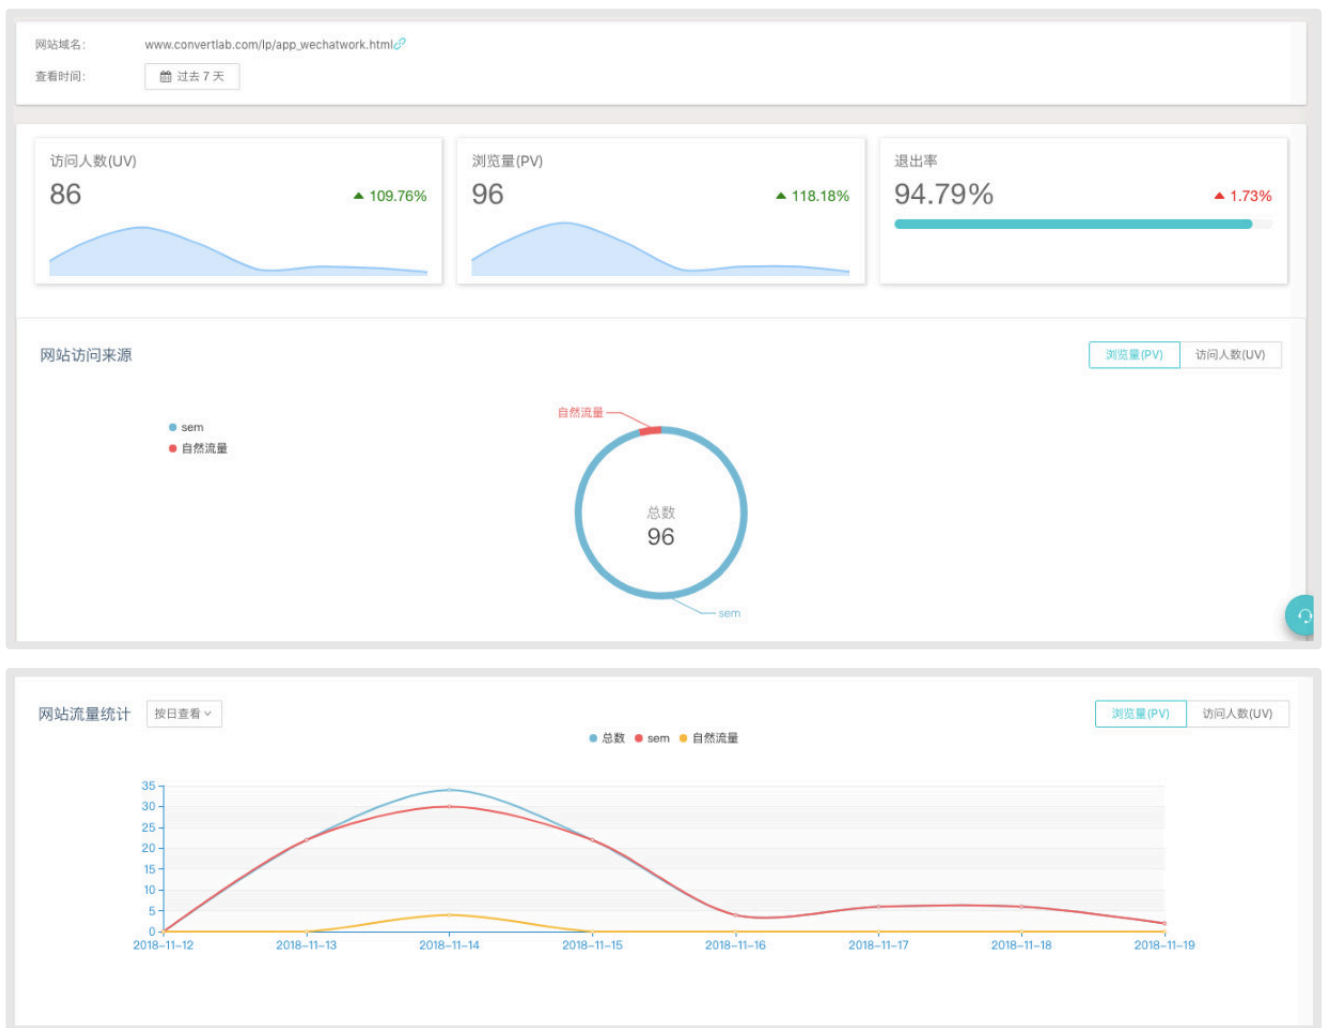 网站域名: www.convertlab.com/lp/app_wechatwork.html
查看时间: 过去 7 天
访问人数(UV)
86 ▲ 109.76%
浏览量(PV)
96 ▲ 118.18%
退出率
94.79% ▲ 1.73%
网站访问来源 浏览量(PV) 访问人数(UV)
sem
自然流量
自然流量
总数
96
sem
网站流量统计 按日查看 浏览量(PV) 访问人数(UV)
总数 sem 自然流量
35
30
25
20
15
10
5
0
2018-11-12 2018-11-13 2018-11-14 2018-11-15 2018-11-16 2018-11-17 2018-11-18 2018-11-19